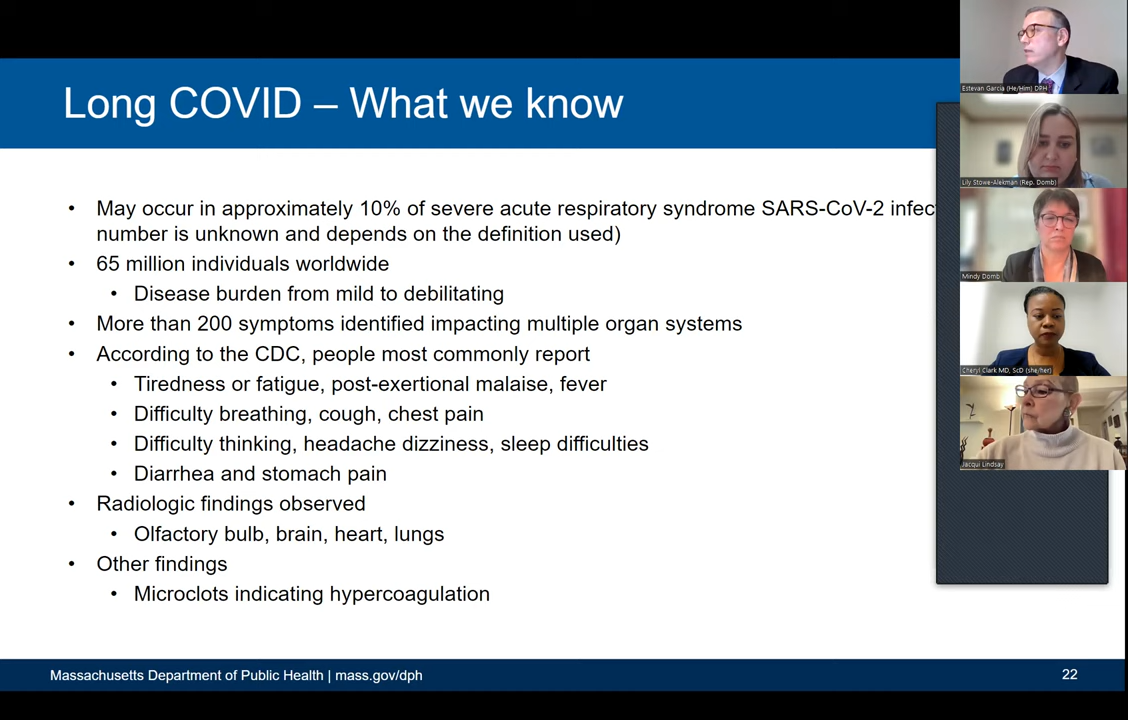 Long COVID – What we know
• May occur in approximately 10% of severe acute respiratory syndrome SARS-CoV-2 infec
number is unknown and depends on the definition used)
• 65 million individuals worldwide
• Disease burden from mild to debilitating
• More than 200 symptoms identified impacting multiple organ systems
• According to the CDC, people most commonly report
• Tiredness or fatigue, post-exertional malaise, fever
• Difficulty breathing, cough, chest pain
• Difficulty thinking, headache dizziness, sleep difficulties
• Diarrhea and stomach pain
• Radiologic findings observed
• Olfactory bulb, brain, heart, lungs
• Other findings
• Microclots indicating hypercoagulation
Massachusetts Department of Public Health | mass.gov/dph
22
Estevan Garcia (He/Him) DPH
Lily Stowe-Alekman (Rep. Domb)
Mindy Domb
Cheryl Clark MD, ScD (she/her)
Jacqui Lindsay